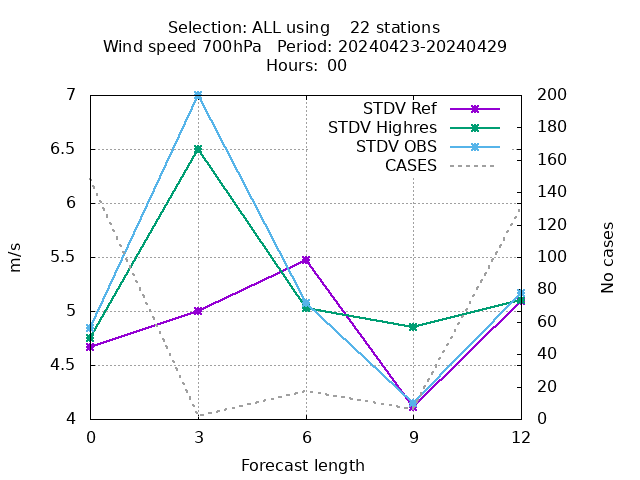 Selection: ALL using    22 stations
Wind speed 700hPa   Period: 20240423-20240429
Hours: 00
STDV Ref
STDV Highres
STDV OBS
CASES
7
6.5
6
5.5
5
4.5
4
200
180
160
140
120
100
80
60
40
20
0
m/s
No cases
0 3 6 9 12
Forecast length